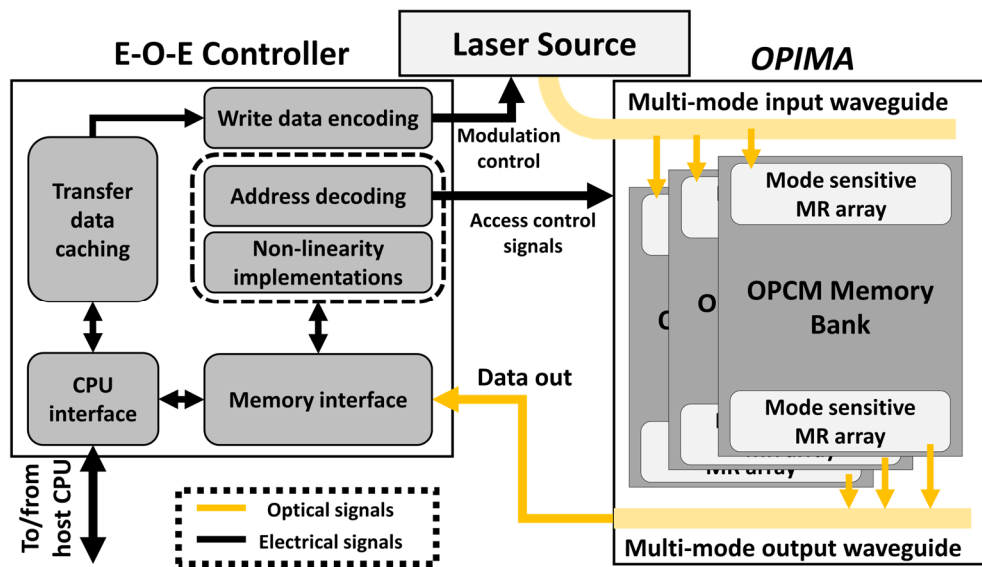 E-O-E Controller
Laser Source
OPIMA
Write data encoding
Modulation
control
Multi-mode input waveguide
Transfer
data
caching
Address decoding
Access control
signals
Non-linearity
implementations
Mode sensitive
MR array
OPCM Memory
Bank
O
Mode sensitive
MR array
MR array
CPU
interface
Memory interface
Data out
To/from
host CPU
Optical signals
Electrical signals
Multi-mode output waveguide